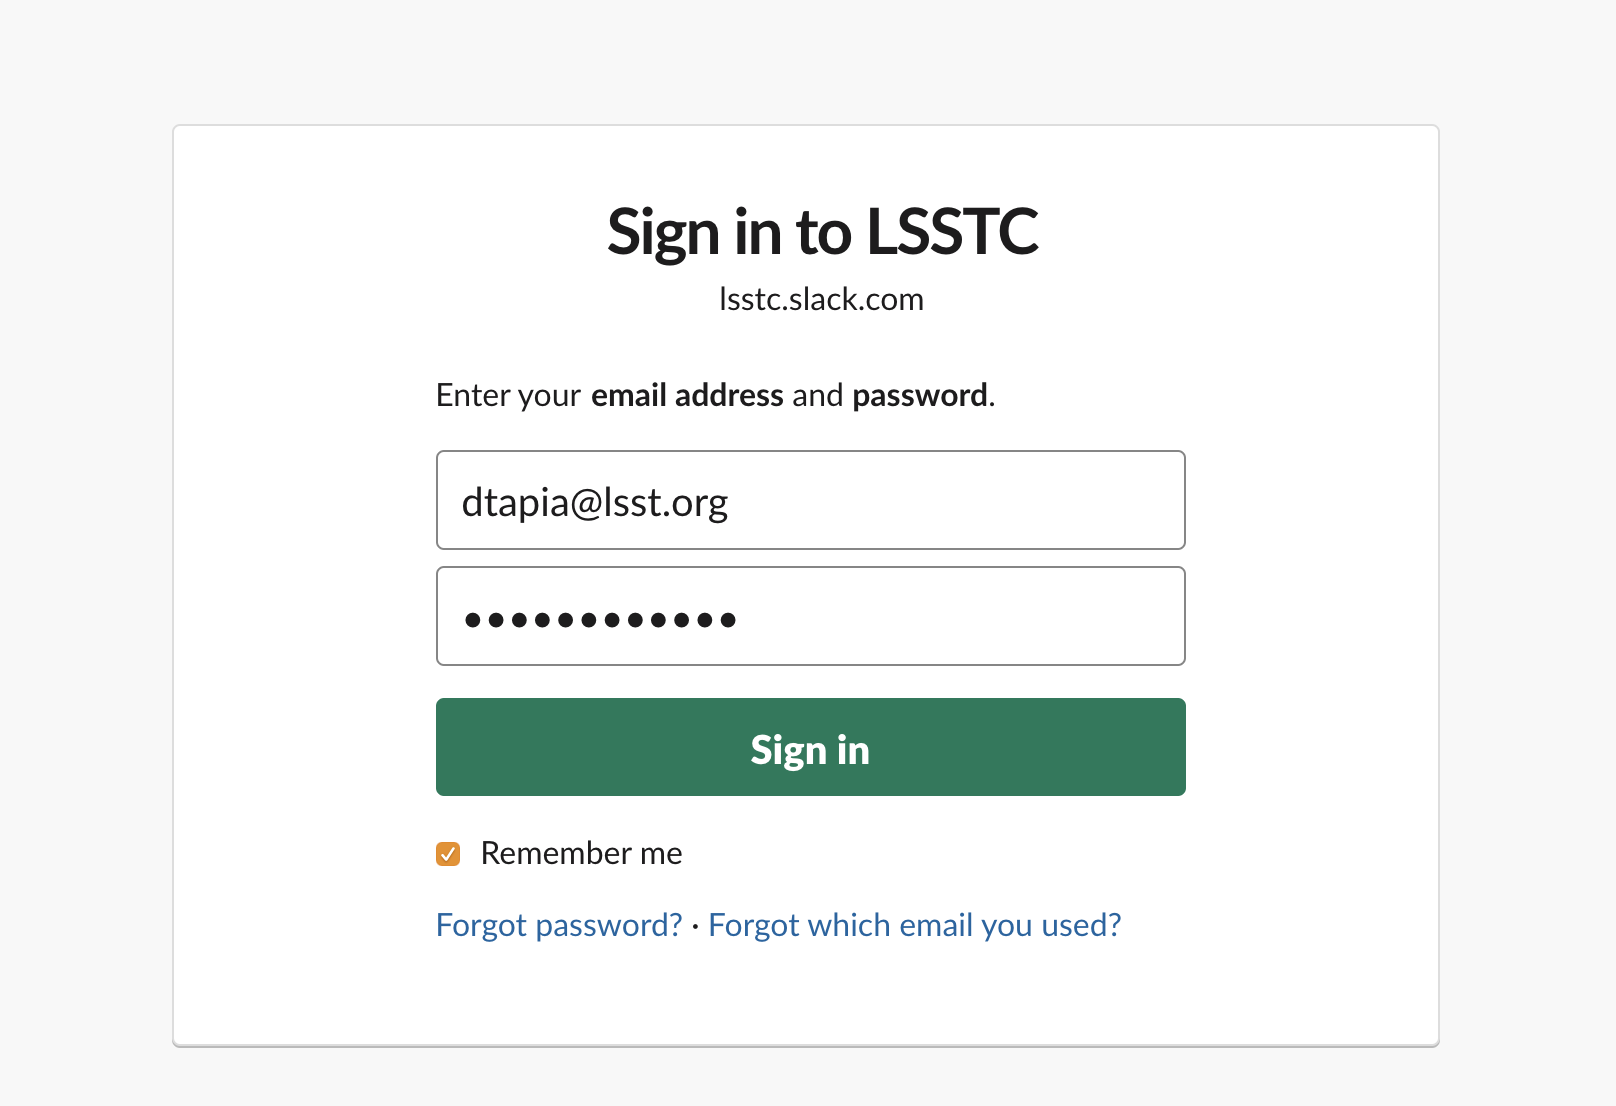 Sign in to LSSTC
lsstc.slack.com
Enter your email address and password.
dtapia@lsst.org
••••••••••••
Sign in
Remember me
Forgot password? · Forgot which email you used?